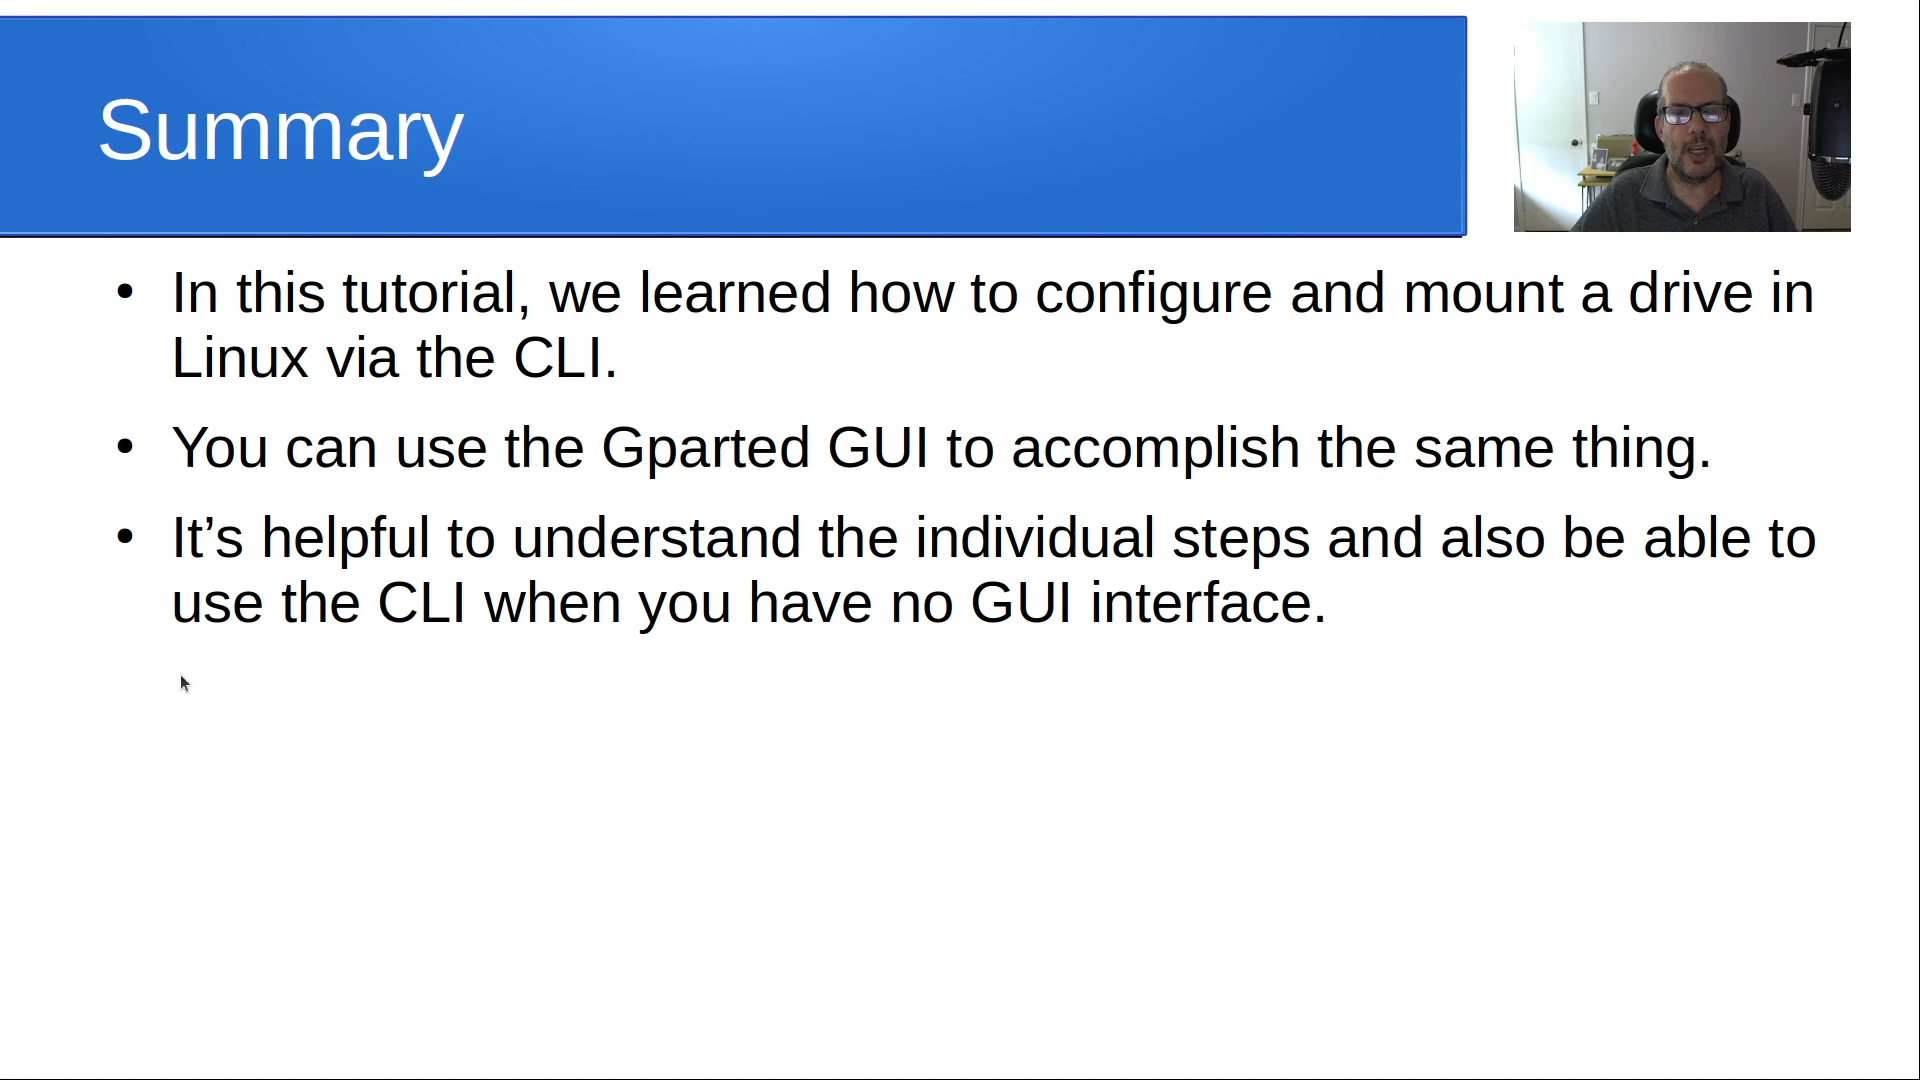 Summary
• In this tutorial, we learned how to configure and mount a drive in
Linux via the CLI.
• You can use the Gparted GUI to accomplish the same thing.
• It’s helpful to understand the individual steps and also be able to
use the CLI when you have no GUI interface.